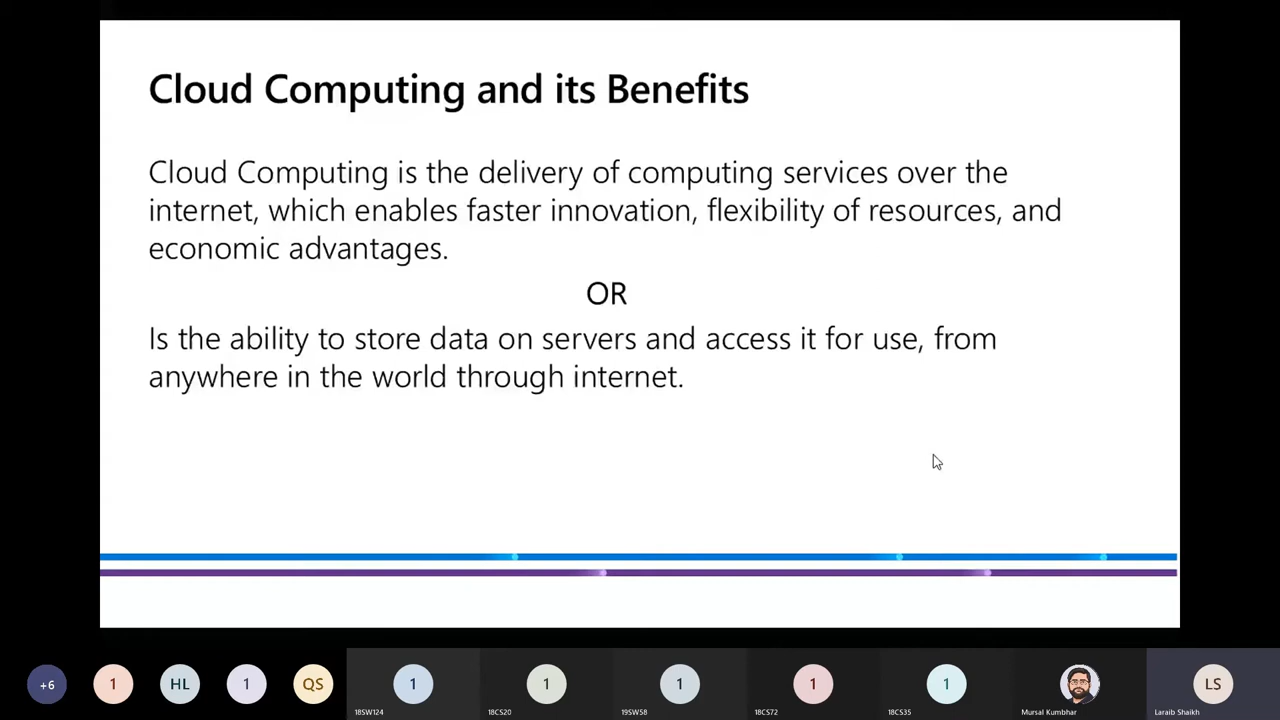 Cloud Computing and its Benefits
Cloud Computing is the delivery of computing services over the
internet, which enables faster innovation, flexibility of resources, and
economic advantages.
OR
Is the ability to store data on servers and access it for use, from
anywhere in the world through internet.
+6
1
HL
1
QS
1
18SW124
1
18CS20
1
19SW58
1
18CS72
1
18CS35
Mursal Kumbhar
LS
Laraib Shaikh